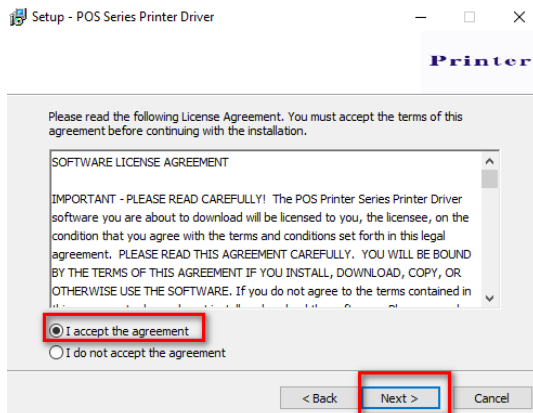 Setup - POS Series Printer Driver
Printer
Please read the following License Agreement. You must accept the terms of this
agreement before continuing with the installation.
SOFTWARE LICENSE AGREEMENT
IMPORTANT - PLEASE READ CAREFULLY! The POS Printer Series Printer Driver
software you are about to download will be licensed to you, the licensee, on the
condition that you agree with the terms and conditions set forth in this legal
agreement. PLEASE READ THIS AGREEMENT CAREFULLY. YOU WILL BE BOUND
BY THE TERMS OF THIS AGREEMENT IF YOU INSTALL, DOWNLOAD, COPY, OR
OTHERWISE USE THE SOFTWARE. If you do not agree to the terms contained in
I accept the agreement
I do not accept the agreement
< Back
Next >
Cancel